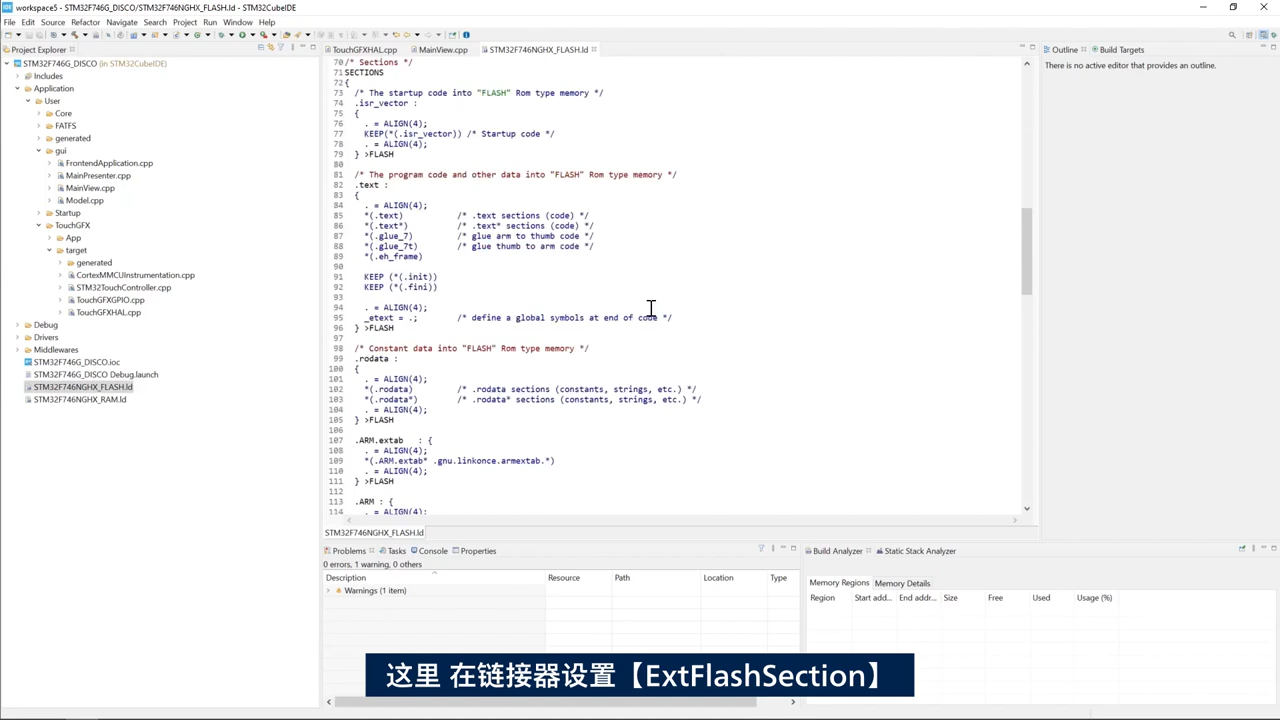 workspace5 - STM32F746G_DISCO/STM32F746NGHX_FLASH.ld - STM32CubeIDE
File Edit Source Refactor Navigate Search Project Run Window Help
Project Explorer
STM32F746G_DISCO (in STM32CubeIDE)
Includes
Application
User
Core
FATFS
generated
gui
FrontendApplication.cpp
MainPresenter.cpp
MainView.cpp
Model.cpp
Startup
TouchGFX
App
target
generated
CortexMMCUInstrumentation.cpp
STM32TouchController.cpp
TouchGFXGPIO.cpp
TouchGFXHAL.cpp
Debug
Drivers
Middlewares
STM32F746G_DISCO.ioc
STM32F746G_DISCO Debug.launch
STM32F746NGHX_FLASH.ld
STM32F746NGHX_RAM.ld
TouchGFXHAL.cpp MainView.cpp STM32F746NGHX_FLASH.ld
70 /* Sections */
71 SECTIONS
72 {
73 /* The startup code into "FLASH" Rom type memory */
74 .isr_vector :
75 {
76 . = ALIGN(4);
77 KEEP(*(.isr_vector)) /* Startup code */
78 . = ALIGN(4);
79 } >FLASH
80
81 /* The program code and other data into "FLASH" Rom type memory */
82 .text :
83 {
84 . = ALIGN(4);
85 *(.text) /* .text sections (code) */
86 *(.text*) /* .text* sections (code) */
87 *(.glue_7) /* glue arm to thumb code */
88 *(.glue_7t) /* glue thumb to arm code */
89 *(.eh_frame)
90
91 KEEP (*(.init))
92 KEEP (*(.fini))
93
94 . = ALIGN(4);
95 _etext = .; /* define a global symbols at end of code */
96 } >FLASH
97
98 /* Constant data into "FLASH" Rom type memory */
99 .rodata :
100 {
101 . = ALIGN(4);
102 *(.rodata) /* .rodata sections (constants, strings, etc.) */
103 *(.rodata*) /* .rodata* sections (constants, strings, etc.) */
104 . = ALIGN(4);
105 } >FLASH
106
107 .ARM.extab : {
108 . = ALIGN(4);
109 *(.ARM.extab* .gnu.linkonce.armextab.*)
110 . = ALIGN(4);
111 } >FLASH
112
113 .ARM : {
114 . = ALIGN(4);
STM32F746NGHX_FLASH.ld
Outline Build Targets
There is no active editor that provides an outline.
Problems Tasks Console Properties
0 errors, 1 warning, 0 others
Description Resource Path Location Type
Warnings (1 item)
Build Analyzer Static Stack Analyzer
Memory Regions Memory Details
Region Start add... End addr... Size Free Used Usage (%)
这里 在链接器设置【ExtFlashSection】